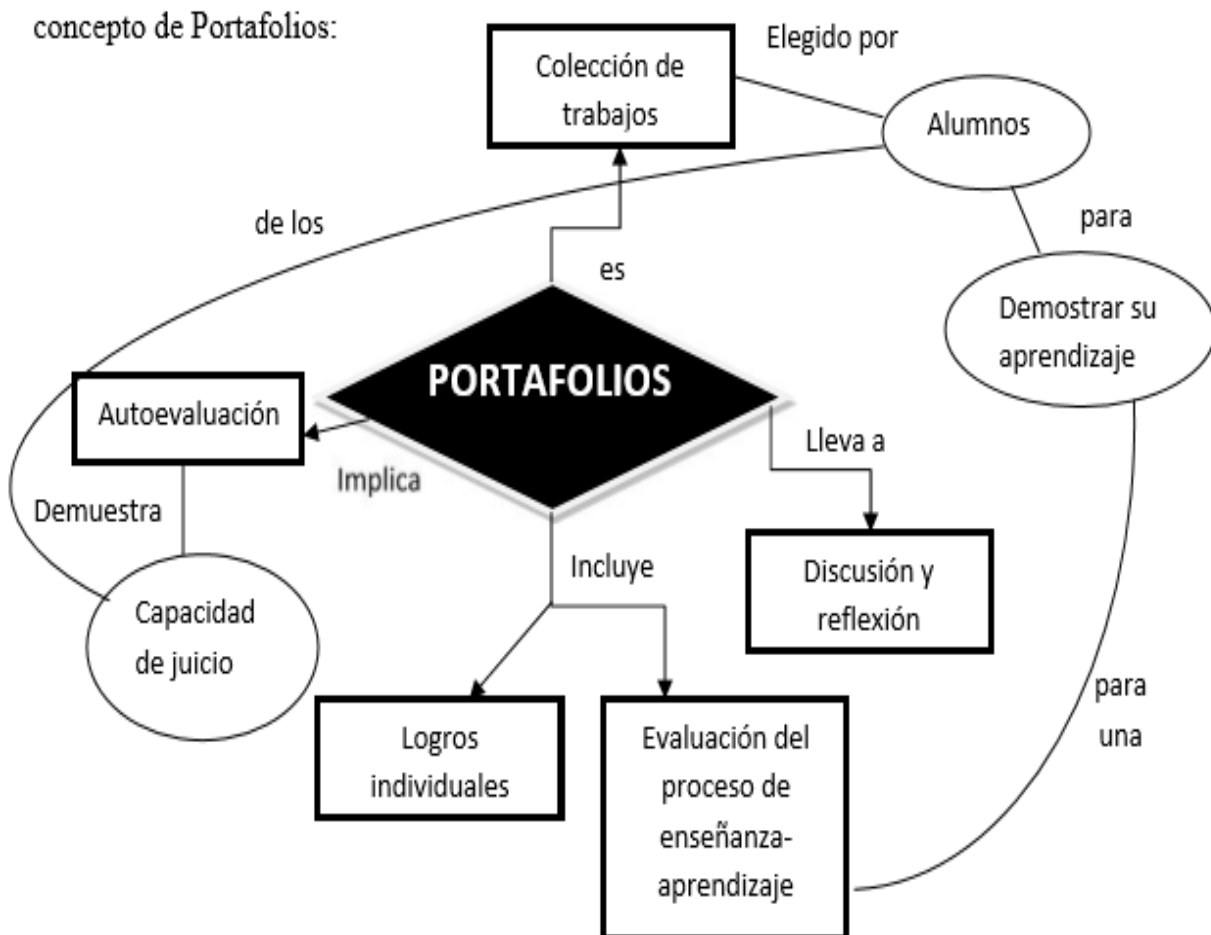 concepto de Portafolios:
Colección de
trabajos
Elegido por
Alumnos
de los
para
es
Demostrar su
aprendizaje
PORTAFOLIOS
Autoevaluación
Lleva a
Implica
Demuestra
Incluye
Discusión y
reflexión
Capacidad
de juicio
para
una
Logros
individuales
Evaluación del
proceso de
enseñanza-
aprendizaje